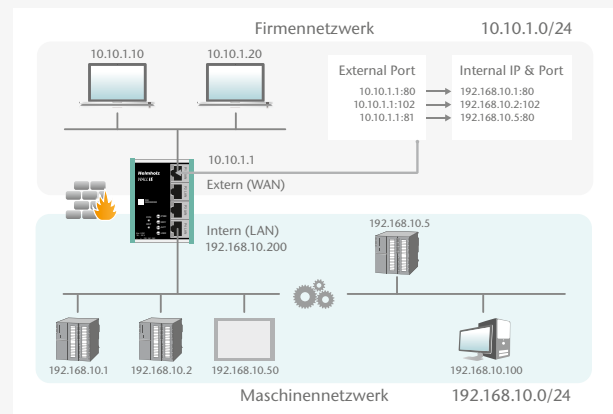 Firmennetzwerk 10.10.1.0/24
10.10.1.10 10.10.1.20
External Port Internal IP & Port
10.10.1.1:80 192.168.10.1:80
10.10.1.1:102 192.168.10.2:102
10.10.1.1:81 192.168.10.5:80
10.10.1.1
Helmholz
WALL IE
Extern (WAN)
Intern (LAN)
192.168.10.200
192.168.10.5
192.168.10.1 192.168.10.2 192.168.10.50 192.168.10.100
Maschinennetzwerk 192.168.10.0/24